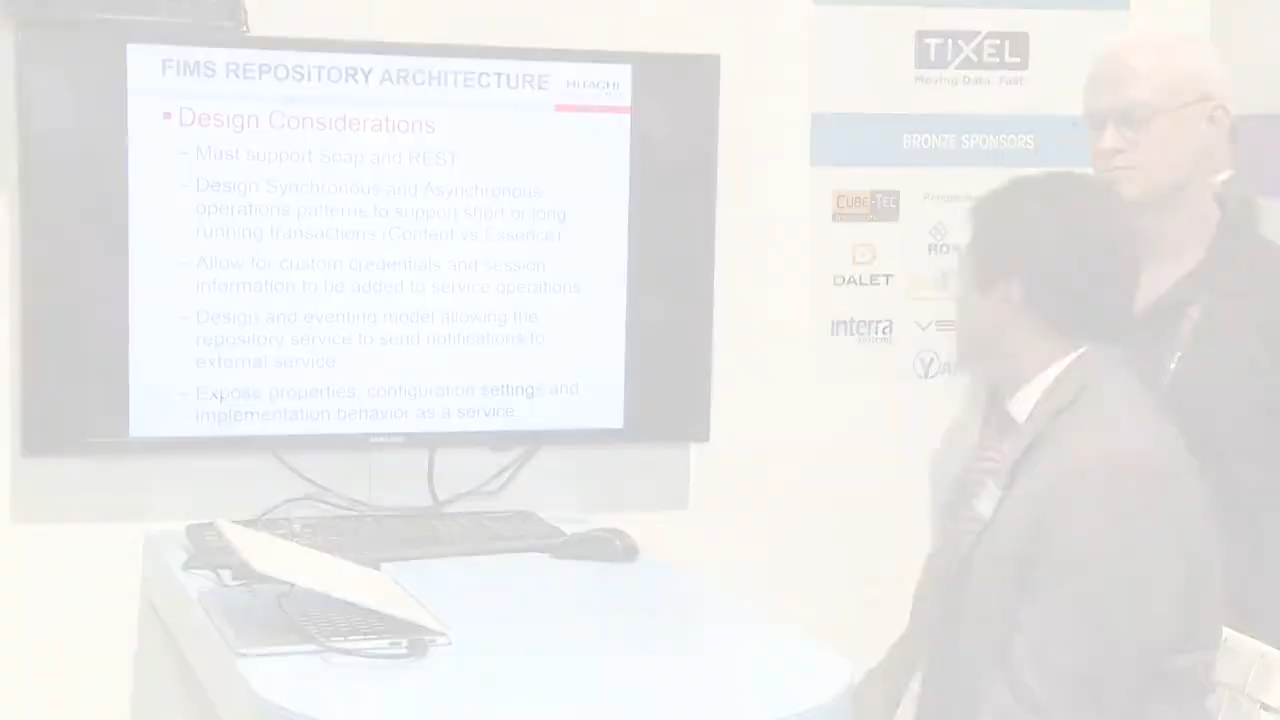 FIMS REPOSITORY ARCHITECTURE
HITACHI
▪ Design Considerations
– Must support Soap and REST
– Design Synchronous and Asynchronous
operations patterns to support short or long
running transactions (Content vs Essence)
– Allow for custom credentials and session
information to be added to service operations
– Design and eventing model allowing the
repository service to send notifications to
external service
– Expose properties, configuration settings and
implementation behavior as a service
SAMSUNG
TIXEL
Moving Data. Fast.
BRONZE SPONSORS
CUBE-TEC
DALET
interra